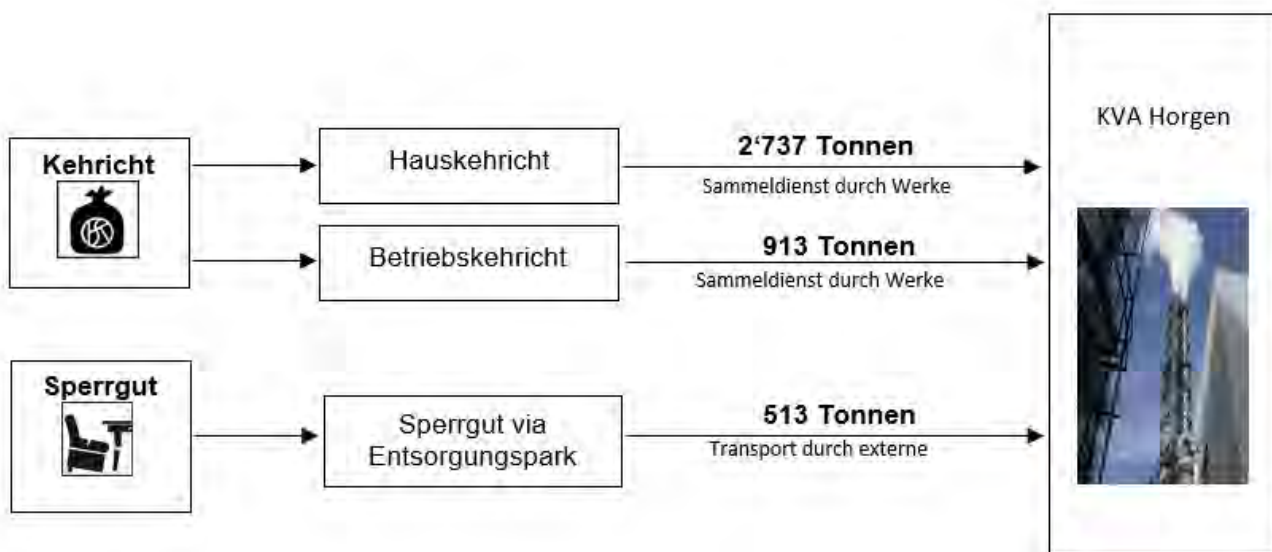 Kehricht
Hauskehricht
2‘737 Tonnen
Sammeldienst durch Werke
KVA Horgen
Betriebskehricht
913 Tonnen
Sammeldienst durch Werke
Sperrgut
Sperrgut via
Entsorgungspark
513 Tonnen
Transport durch externe